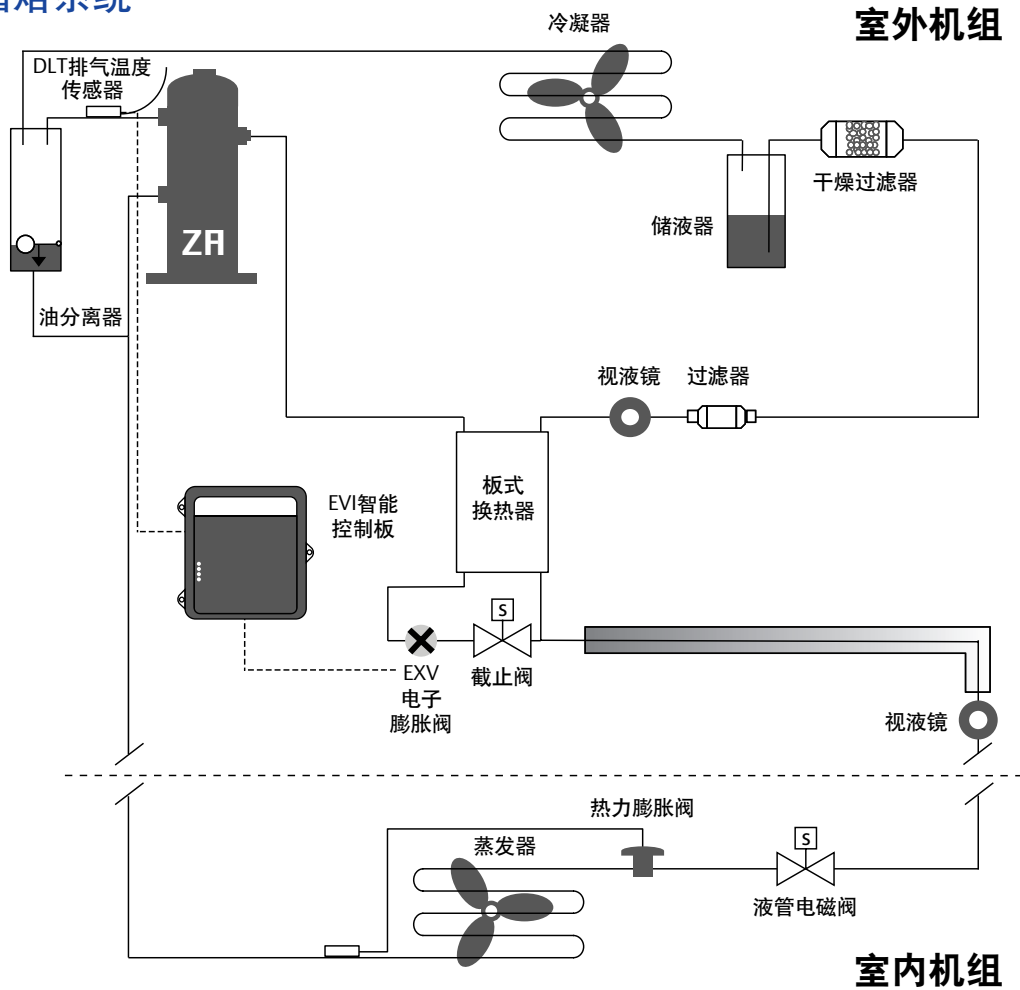 室外机组
冷凝器
DLT排气温度
传感器
干燥过滤器
储液器
ZA
油分离器
视液镜
过滤器
板式
换热器
EVI智能
控制板
S
EXV
电子
膨胀阀
截止阀
视液镜
热力膨胀阀
蒸发器
S
液管电磁阀
室内机组